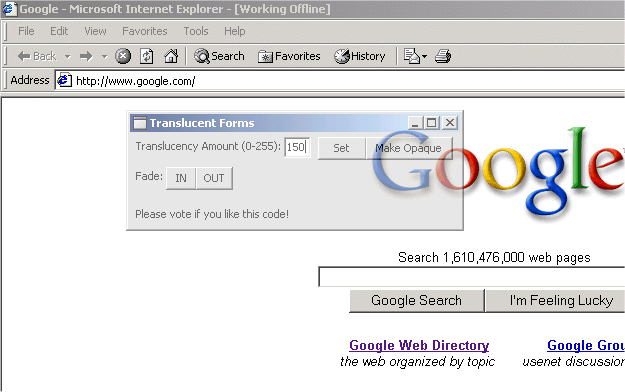 Google - Microsoft Internet Explorer - [Working Offline]
File Edit View Favorites Tools Help
Back Search Favorites History
Address http://www.google.com/
Translucent Forms
Translucency Amount (0-255): 150 Set Make Opaque
Google
Fade: IN OUT
Please vote if you like this code!
Search 1,610,476,000 web pages
Google Search I'm Feeling Lucky
Google Web Directory Google Grou
the web organized by topic usenet discussion